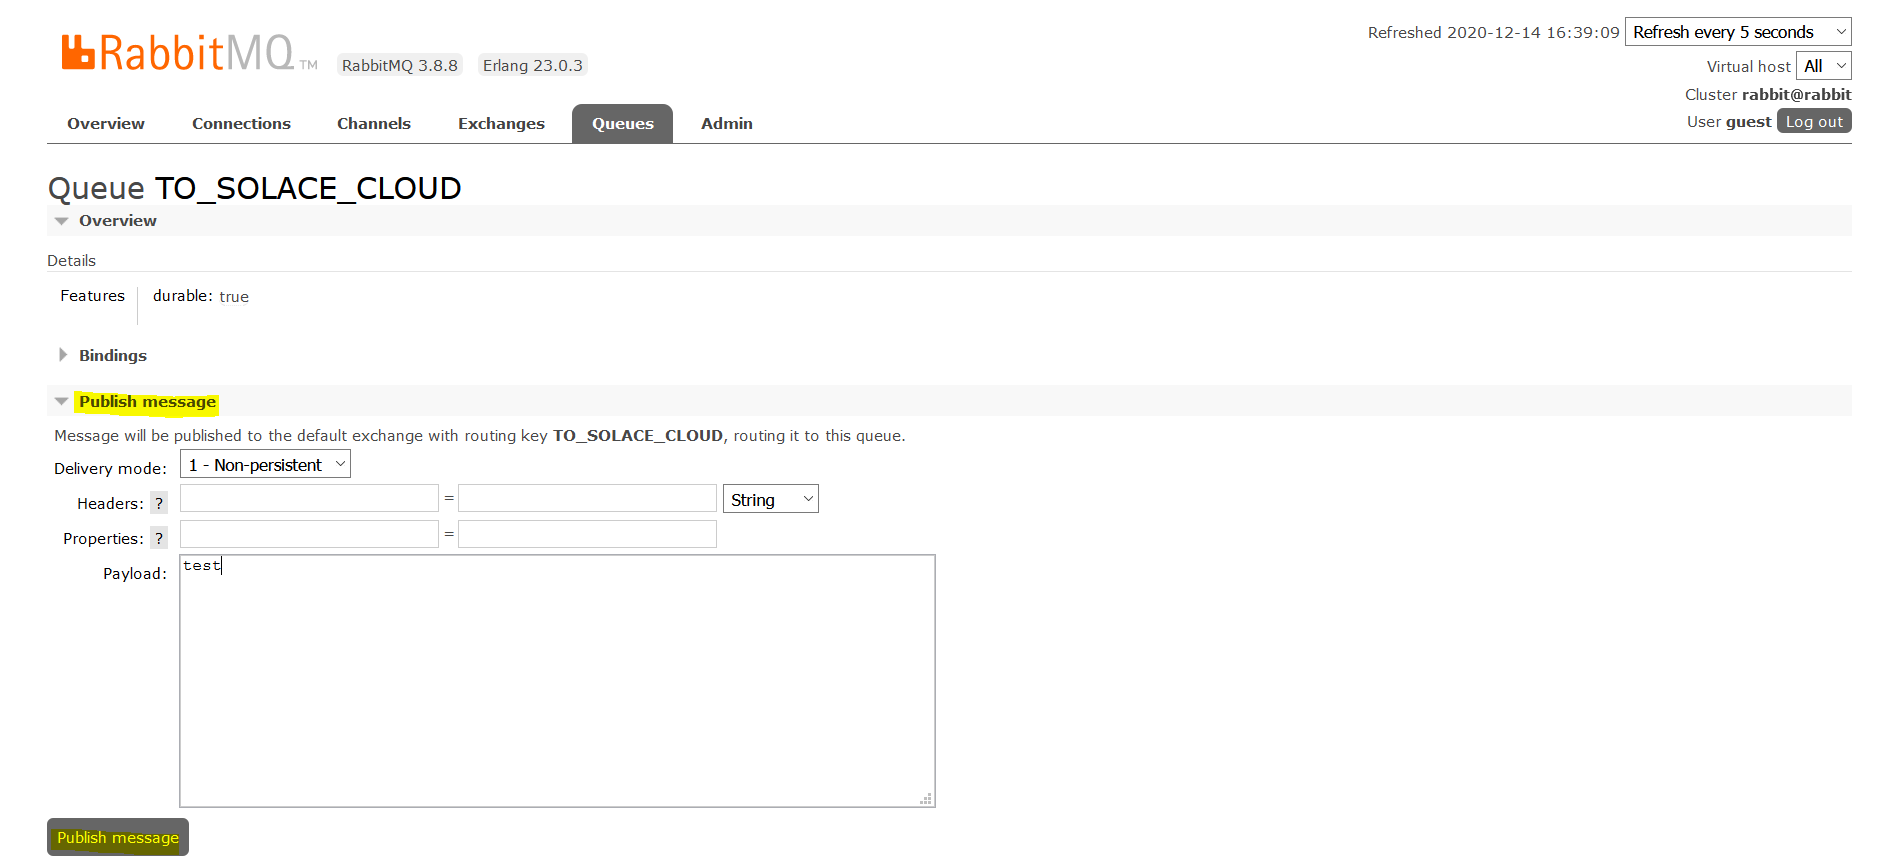 RabbitMQ TM RabbitMQ 3.8.8 Erlang 23.0.3
Refreshed 2020-12-14 16:39:09 Refresh every 5 seconds
Virtual host All
Cluster rabbit@rabbit
User guest Log out
Overview Connections Channels Exchanges Queues Admin
Queue TO_SOLACE_CLOUD
Overview
Details
Features durable: true
Bindings
Publish message
Message will be published to the default exchange with routing key TO_SOLACE_CLOUD, routing it to this queue.
Delivery mode: 1 - Non-persistent
Headers: ? = String
Properties: ? =
Payload: test
Publish message